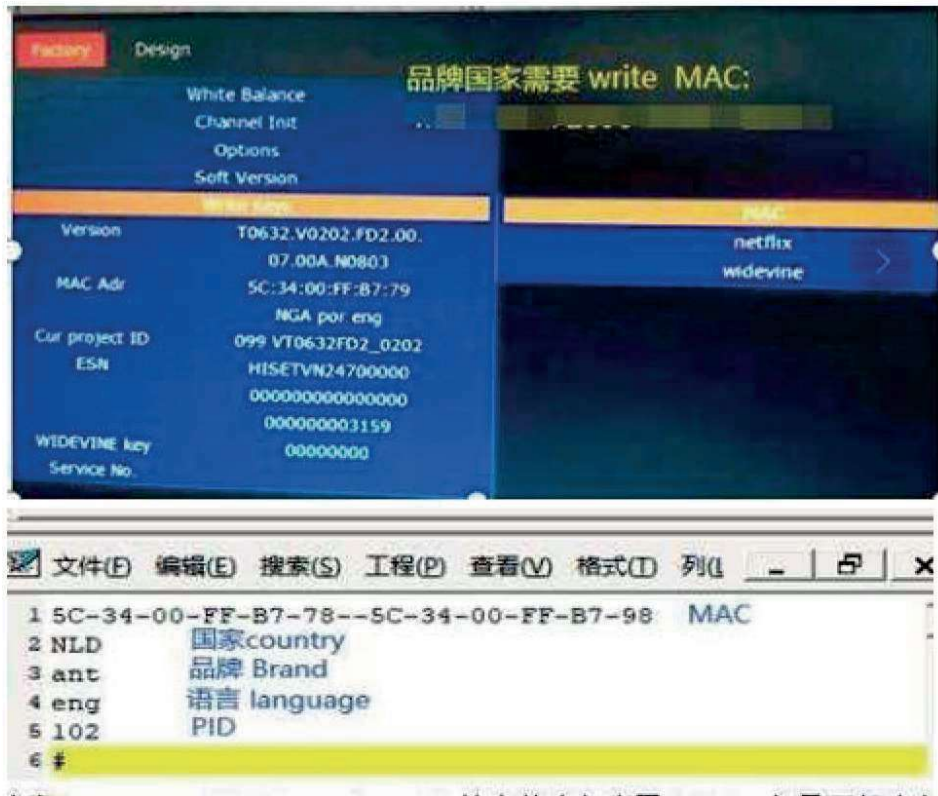 Factory Design
品牌国家需要 write MAC:
White Balance
Channel Init
Options
Soft Version
Write keys
MAC
Version T0632.V0202.FD2.00.
07.00A.N0803
netflix
widevine
MAC Adr 5C:34:00:FF:B7:79
NGA por eng
Cur project ID 099 VT0632FD2_0202
ESN HISETVN24700000
000000000000000
000000003159
WIDEVINE key 00000000
Service No.
文件(F) 编辑(E) 搜索(S) 工程(P) 查看(V) 格式(T) 列(L
1 5C-34-00-FF-B7-78--5C-34-00-FF-B7-98 MAC
2 NLD 国家country
3 ant 品牌 Brand
4 eng 语言 language
5 102 PID
6 #